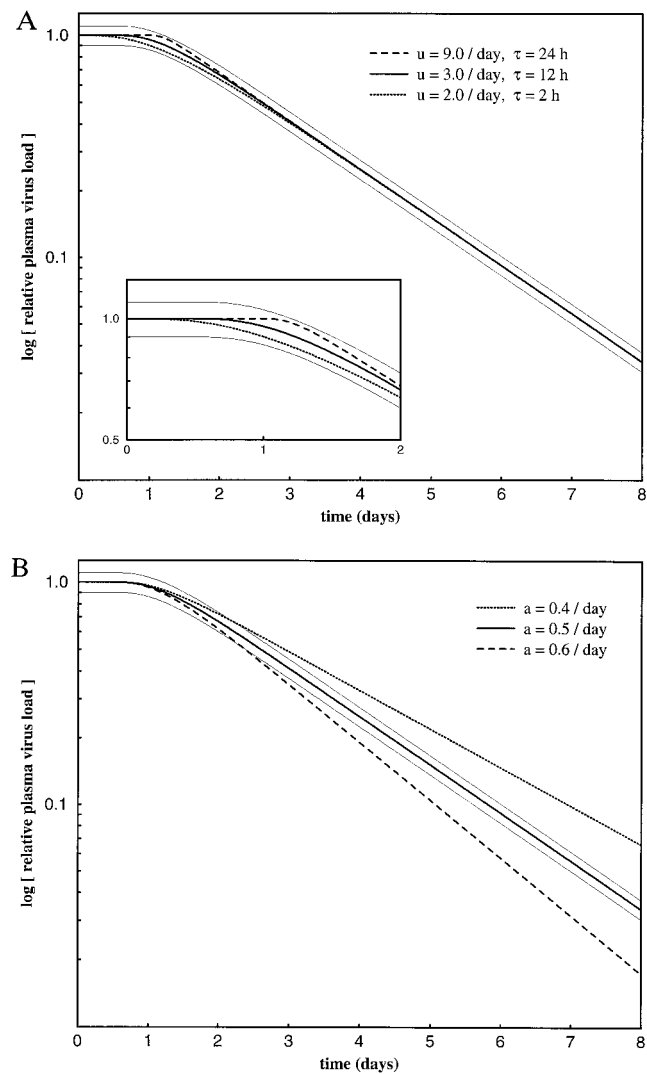 A
1.0
0.1
log [ relative plasma virus load ]
u = 9.0 / day, τ = 24 h
u = 3.0 / day, τ = 12 h
u = 2.0 / day, τ = 2 h
1.0
0.5
0 1 2
0 1 2 3 4 5 6 7 8
time (days)
B
1.0
0.1
log [ relative plasma virus load ]
a = 0.4 / day
a = 0.5 / day
a = 0.6 / day
0 1 2 3 4 5 6 7 8
time (days)